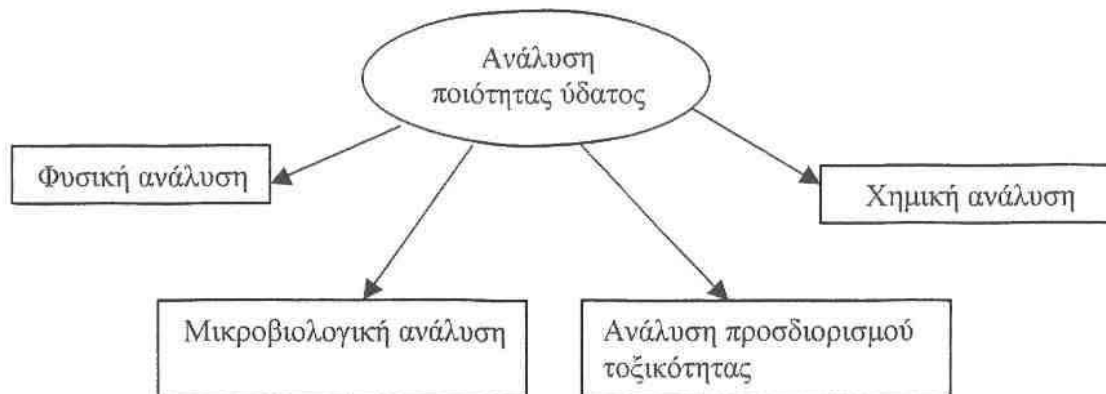 Ανάλυση
ποιότητας ύδατος
Φυσική ανάλυση
Χημική ανάλυση
Μικροβιολογική ανάλυση
Ανάλυση προσδιορισμού
τοξικότητας